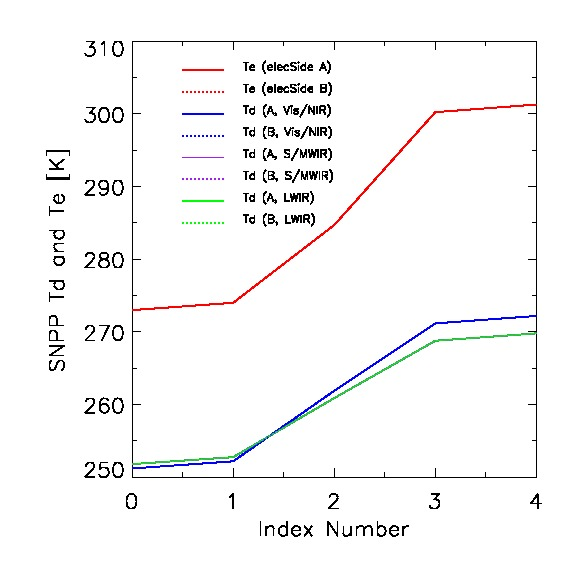 310
300
290
280
270
260
250
SNPP Td and Te [K]
Te (elecSide A)
Te (elecSide B)
Td (A, Vis/NIR)
Td (B, Vis/NIR)
Td (A, S/MWIR)
Td (B, S/MWIR)
Td (A, LWIR)
Td (B, LWIR)
0 1 2 3 4
Index Number